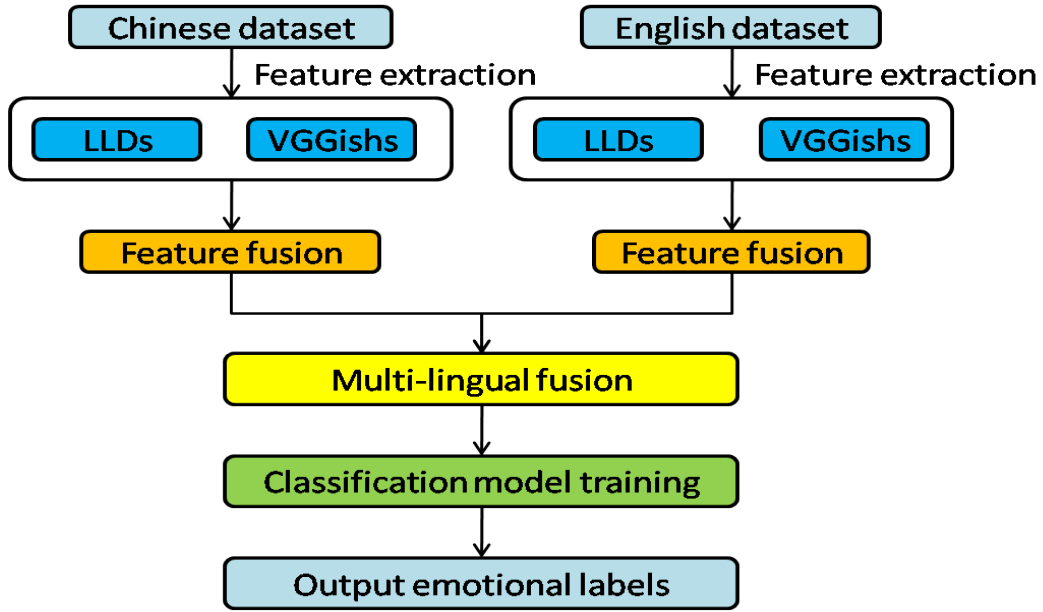 Chinese dataset
English dataset
Feature extraction
Feature extraction
LLDs
VGGishs
LLDs
VGGishs
Feature fusion
Feature fusion
Multi-lingual fusion
Classification model training
Output emotional labels